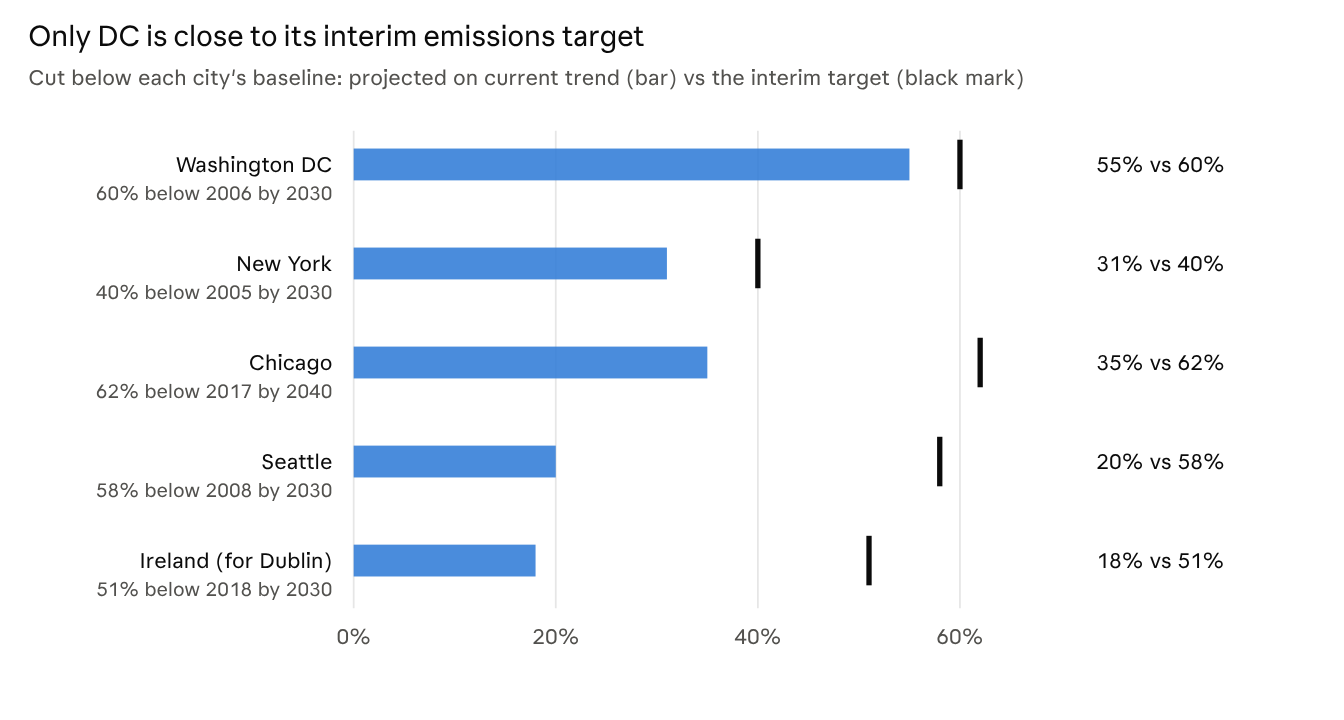 Only DC is close to its interim emissions target
Cut below each city's baseline: projected on current trend (bar) vs the interim target (black mark)
Washington DC
60% below 2006 by 2030
55% vs 60%
New York
40% below 2005 by 2030
31% vs 40%
Chicago
62% below 2017 by 2040
35% vs 62%
Seattle
58% below 2008 by 2030
20% vs 58%
Ireland (for Dublin)
51% below 2018 by 2030
18% vs 51%
0% 20% 40% 60%